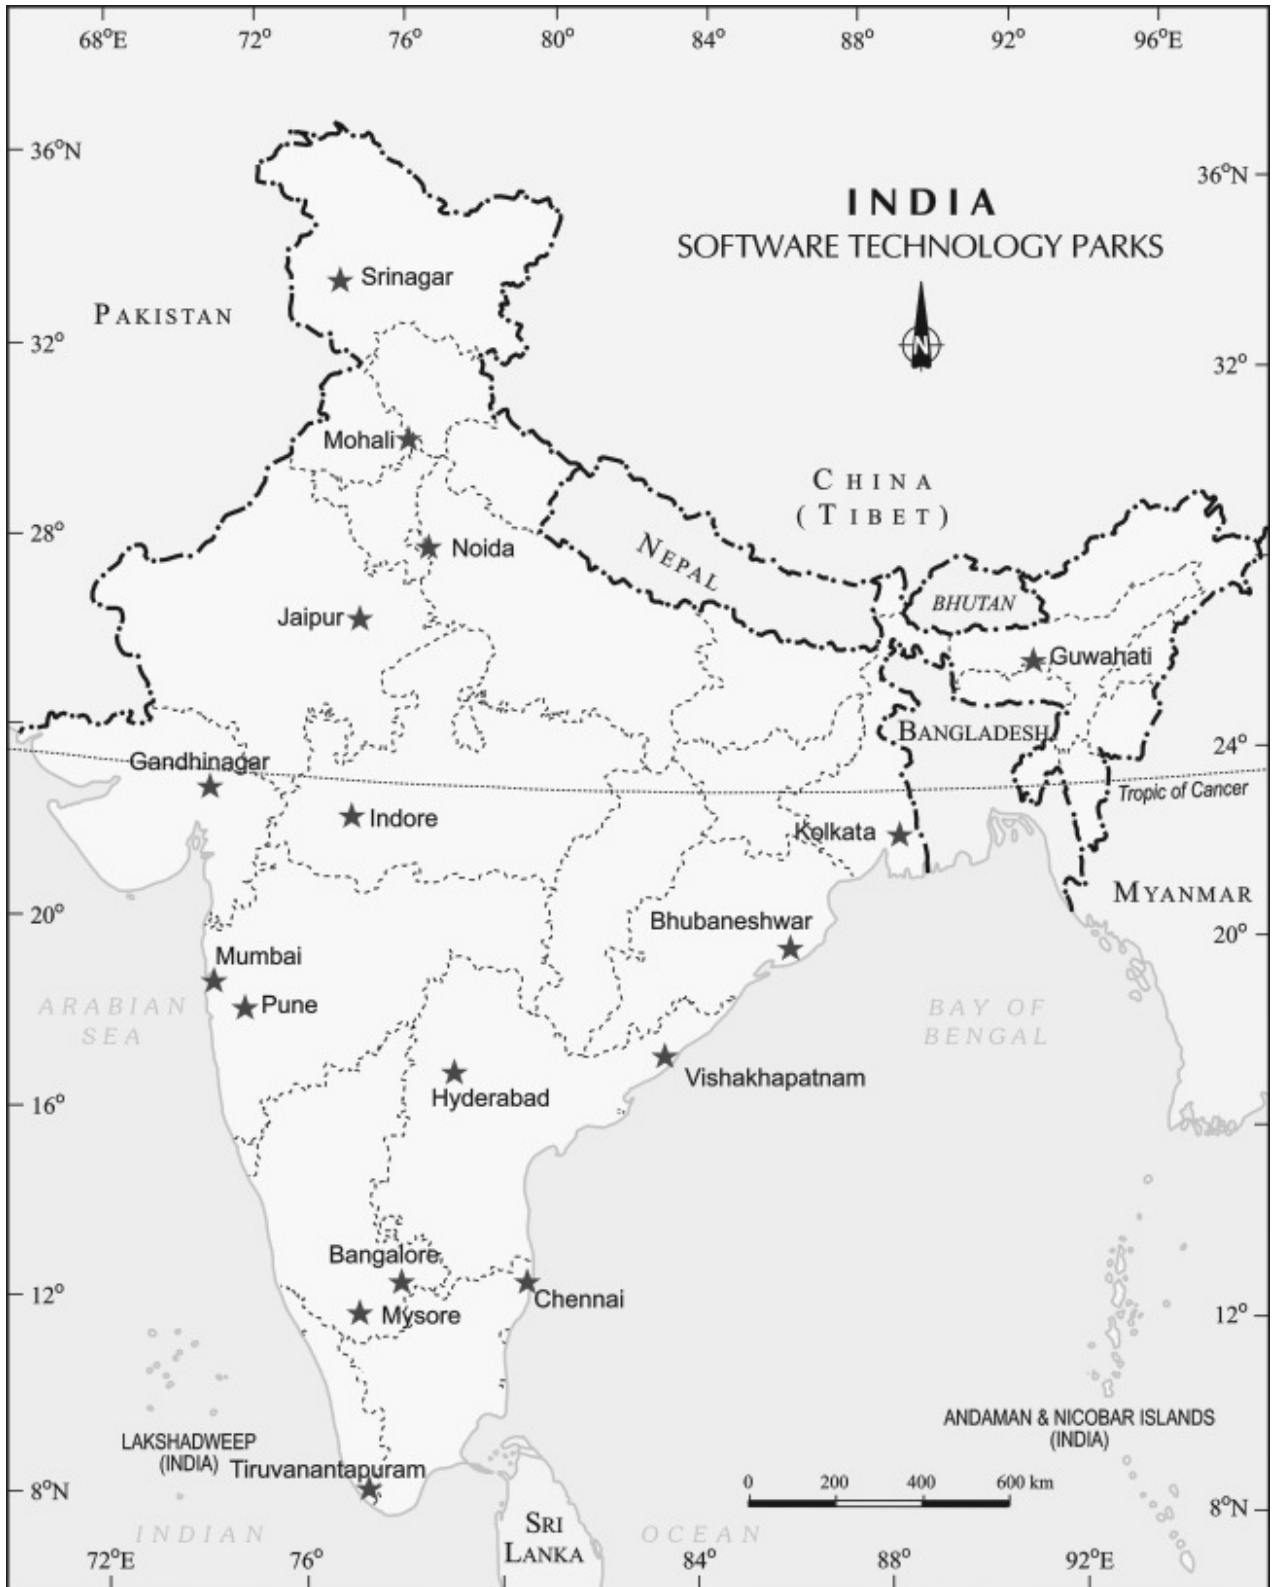 68°E 72° 76° 80° 84° 88° 92° 96°E
36°N
36°N
INDIA
SOFTWARE TECHNOLOGY PARKS
Srinagar
PAKISTAN
N
32°
32°
Mohali
CHINA
(TIBET)
28°
Noida
NEPAL
BHUTAN
Jaipur
Guwahati
BANGLADESH
24°
Gandhinagar
Tropic of Cancer
Indore
Kolkata
MYANMAR
20°
Bhubaneshwar
20°
Mumbai
ARABIAN
SEA
Pune
BAY OF
BENGAL
Vishakhapatnam
Hyderabad
16°
Bangalore
12°
Chennai
Mysore
12°
ANDAMAN & NICOBAR ISLANDS
(INDIA)
LAKSHADWEEP
(INDIA)
Tiruvanantapuram
0 200 400 600 km
8°N
8°N
INDIAN OCEAN
SRI
LANKA
72°E 76° 84° 88° 92°E